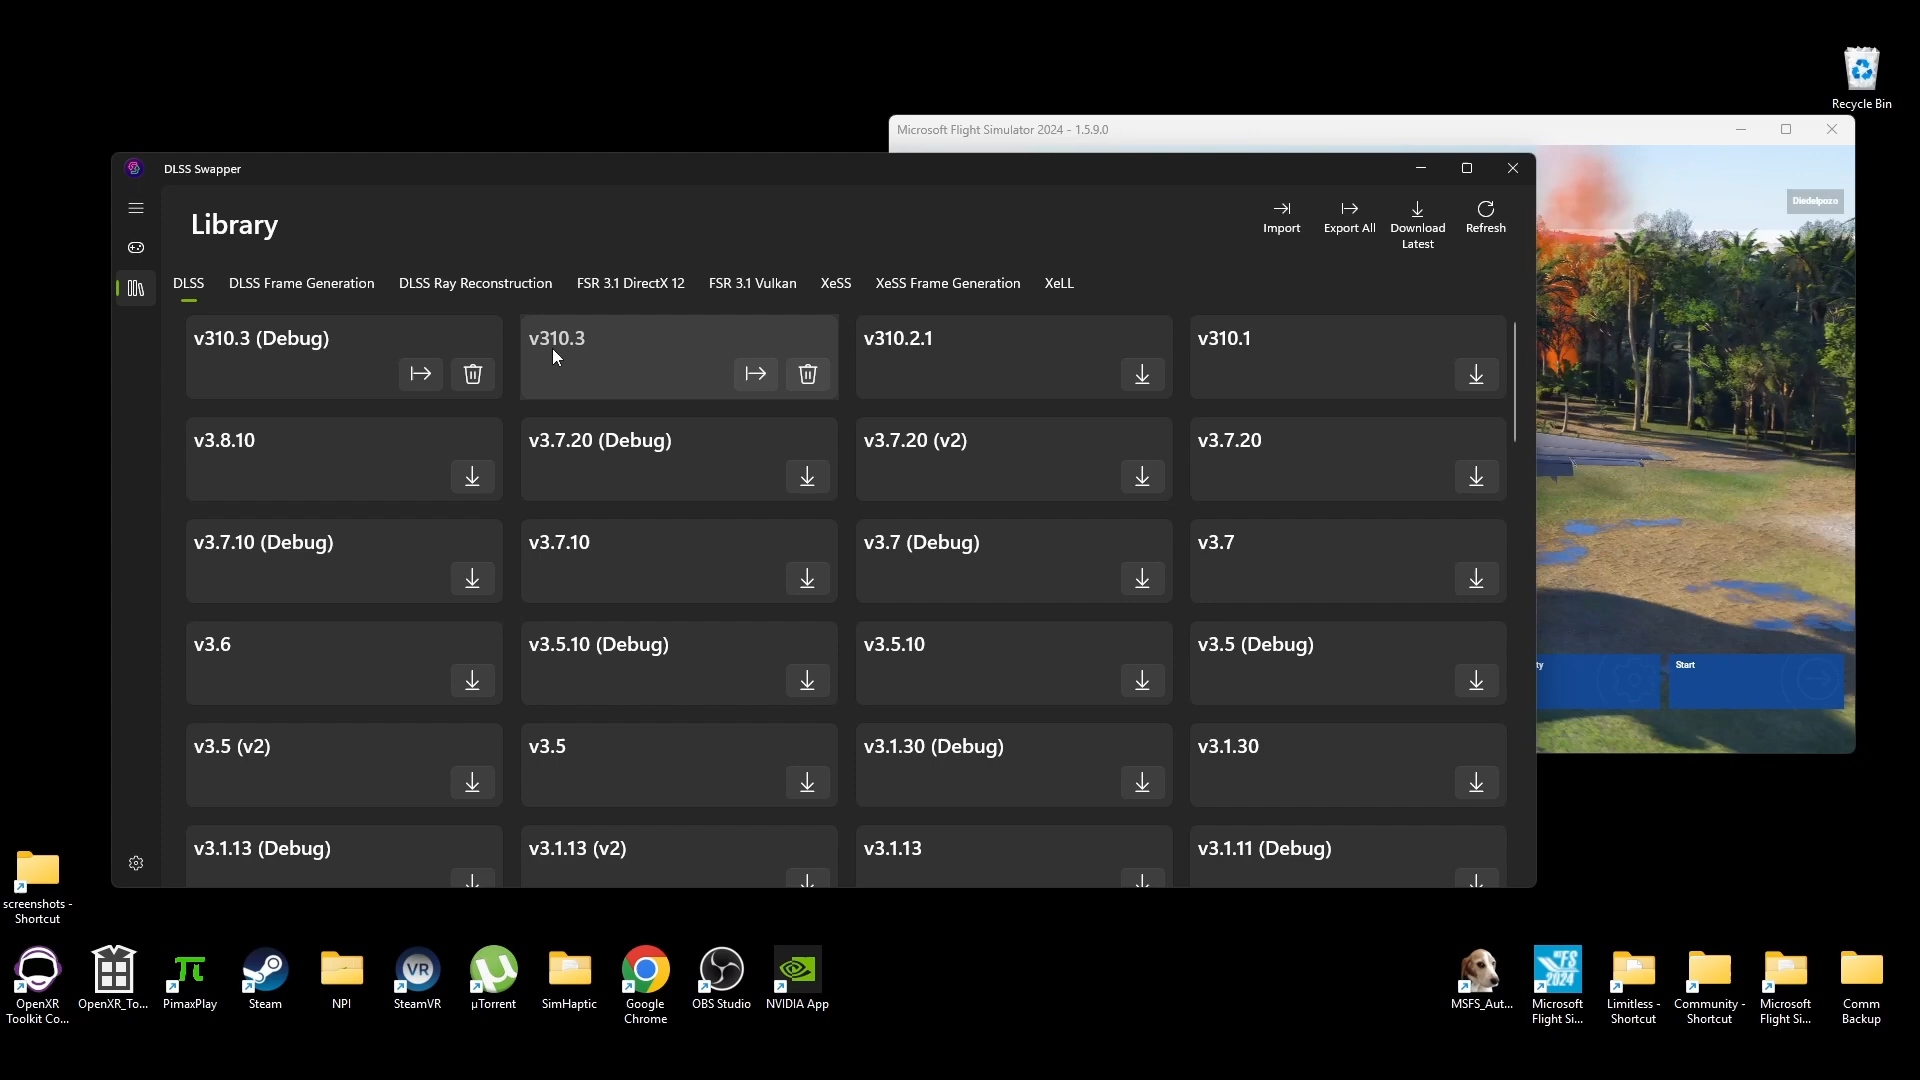 Recycle Bin
Microsoft Flight Simulator 2024 - 1.5.9.0
DLSS Swapper
Diedelpozo
Library
Import
Export All
Download
Latest
Refresh
DLSS
DLSS Frame Generation
DLSS Ray Reconstruction
FSR 3.1 DirectX 12
FSR 3.1 Vulkan
XeSS
XeSS Frame Generation
XeLL
v310.3 (Debug)
v310.3
v310.2.1
v310.1
v3.8.10
v3.7.20 (Debug)
v3.7.20 (v2)
v3.7.20
v3.7.10 (Debug)
v3.7.10
v3.7 (Debug)
v3.7
v3.6
v3.5.10 (Debug)
v3.5.10
v3.5 (Debug)
ty
Start
v3.5 (v2)
v3.5
v3.1.30 (Debug)
v3.1.30
v3.1.13 (Debug)
v3.1.13 (v2)
v3.1.13
v3.1.11 (Debug)
screenshots -
Shortcut
OpenXR
Toolkit Co...
OpenXR_To...
PimaxPlay
Steam
NPI
VR
SteamVR
µTorrent
SimHaptic
Google
Chrome
OBS Studio
NVIDIA App
MSFS_Aut...
FS
2024
Microsoft
Flight Si...
Limitless -
Shortcut
Community -
Shortcut
Microsoft
Flight Si...
Comm
Backup